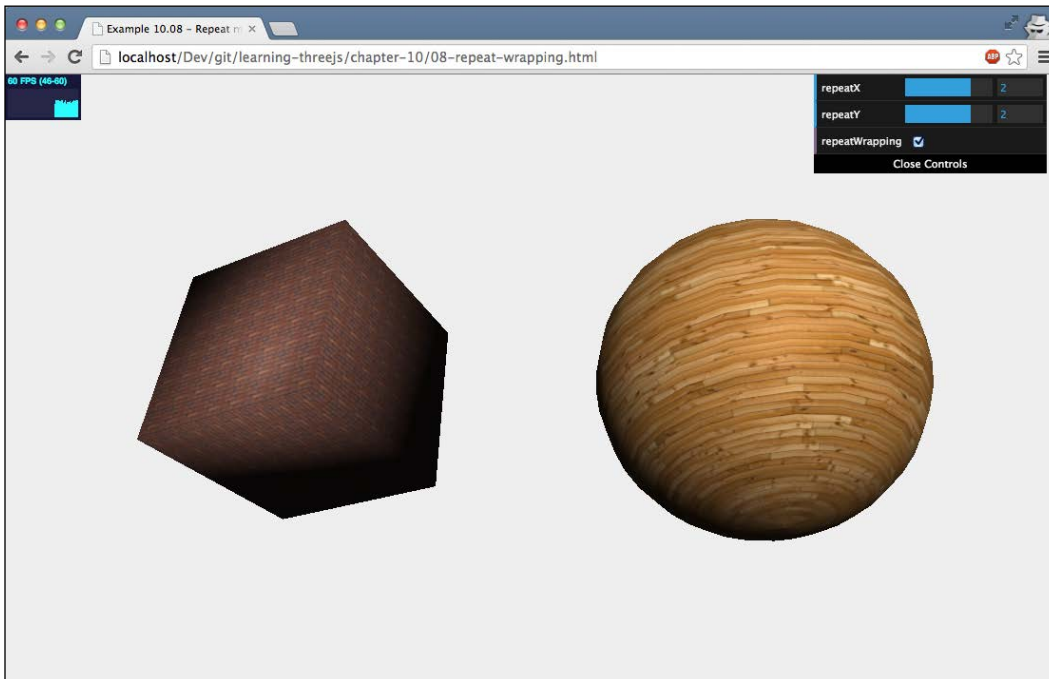 Example 10.08 – Repeat m
localhost/Dev/git/learning-threejs/chapter-10/08-repeat-wrapping.html
ABP
60 FPS (46-60)
repeatX 2
repeatY 2
repeatWrapping
Close Controls